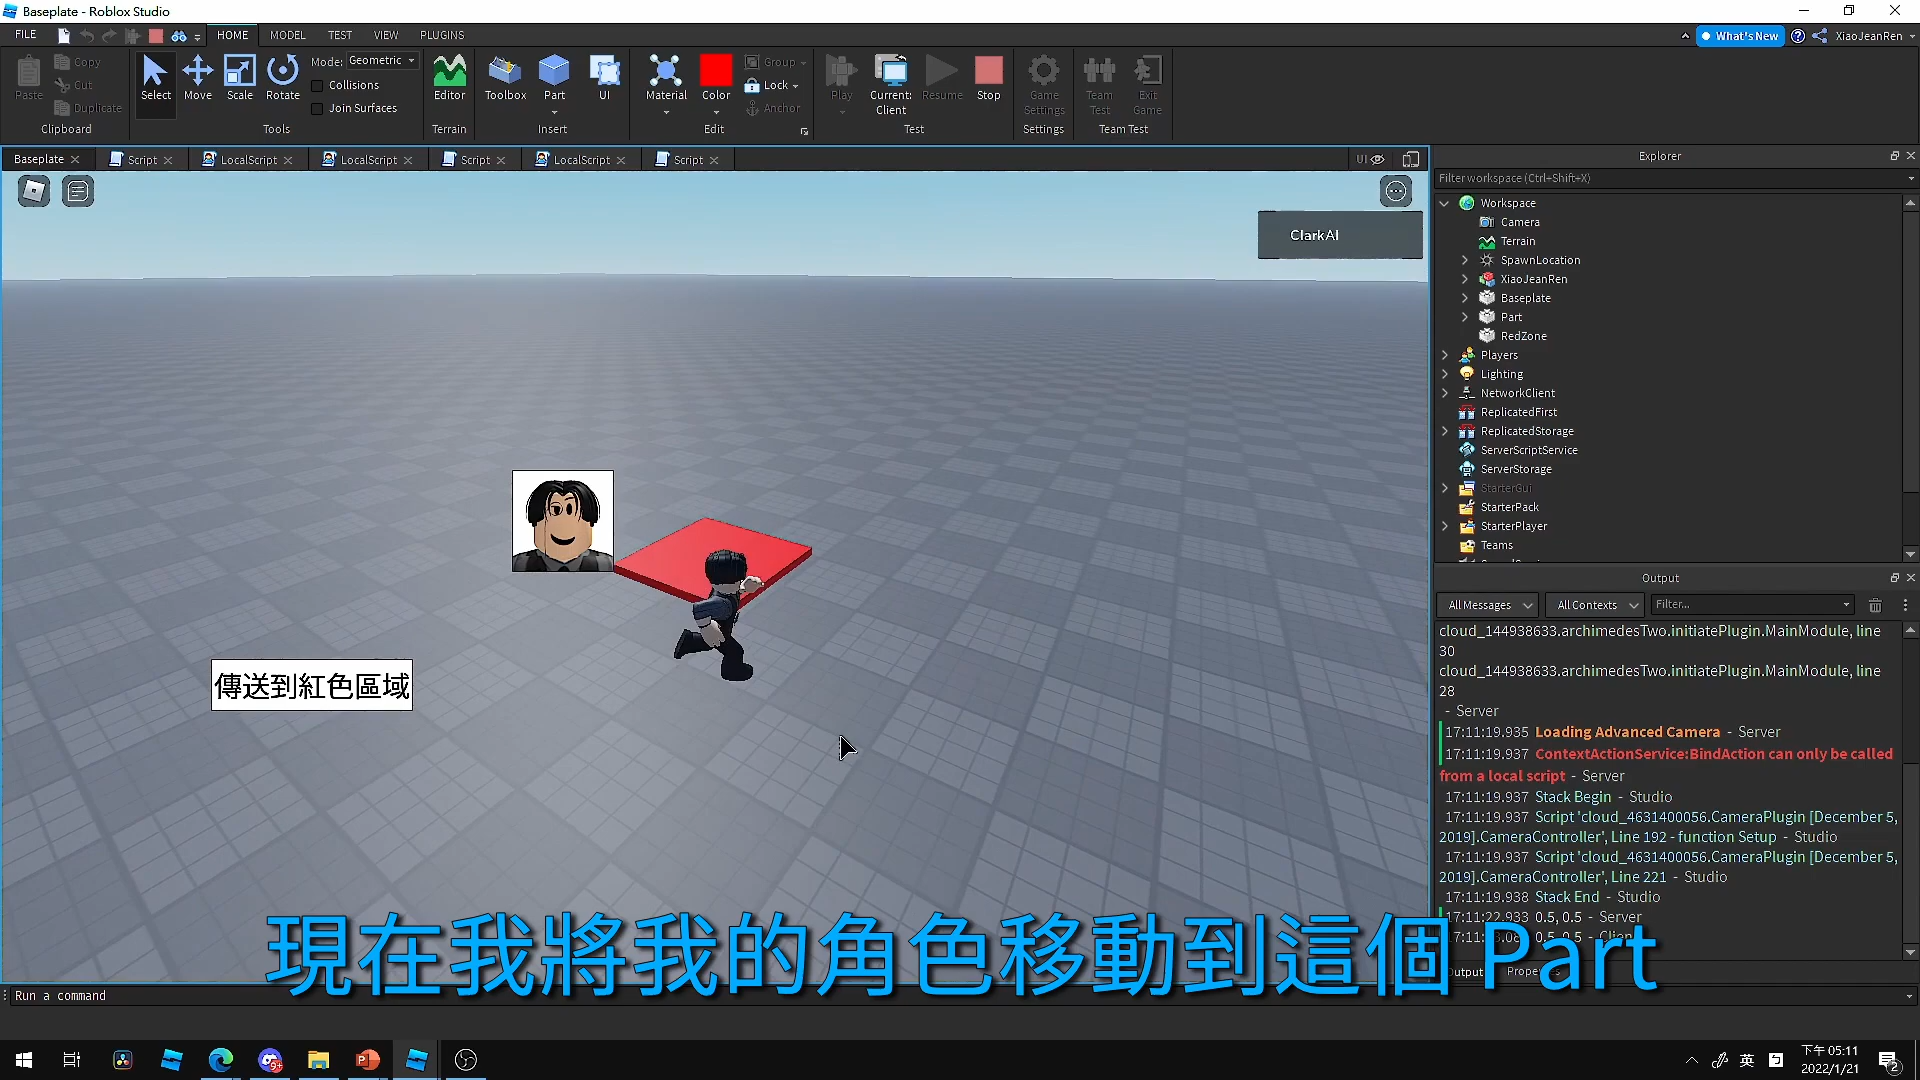 Baseplate - Roblox Studio
FILE HOME MODEL TEST VIEW PLUGINS What's New XiaoJeanRen
Paste Copy Cut Duplicate
Clipboard
Select Move Scale Rotate Mode: Geometric Collisions Join Surfaces
Tools
Editor
Terrain
Toolbox Part UI
Insert
Material Color Group Lock Anchor
Edit
Play Current: Client Resume Stop
Test
Game Settings
Settings
Team Test Exit Game
Team Test
Baseplate Script LocalScript LocalScript Script LocalScript Script UI
ClarkAI
傳送到紅色區域
現在我將我的角色移動到這個 Part
Explorer
Filter workspace (Ctrl+Shift+X)
Workspace
Camera
Terrain
SpawnLocation
XiaoJeanRen
Baseplate
Part
RedZone
Players
Lighting
NetworkClient
ReplicatedFirst
ReplicatedStorage
ServerScriptService
ServerStorage
StarterGui
StarterPack
StarterPlayer
Teams
Output
All Messages All Contexts Filter...
cloud_144938633.archimedesTwo.initiatePlugin.MainModule, line
30
cloud_144938633.archimedesTwo.initiatePlugin.MainModule, line
28
- Server
17:11:19.935 Loading Advanced Camera - Server
17:11:19.937 ContextActionService:BindAction can only be called
from a local script - Server
17:11:19.937 Stack Begin - Studio
17:11:19.937 Script 'cloud_4631400056.CameraPlugin [December 5,
2019].CameraController', Line 192 - function Setup - Studio
17:11:19.937 Script 'cloud_4631400056.CameraPlugin [December 5,
2019].CameraController', Line 221 - Studio
17:11:19.938 Stack End - Studio
17:11:22.933 0.5, 0.5 - Server
Output
Run a command
9+
英
下午 05:11
2022/1/21
2